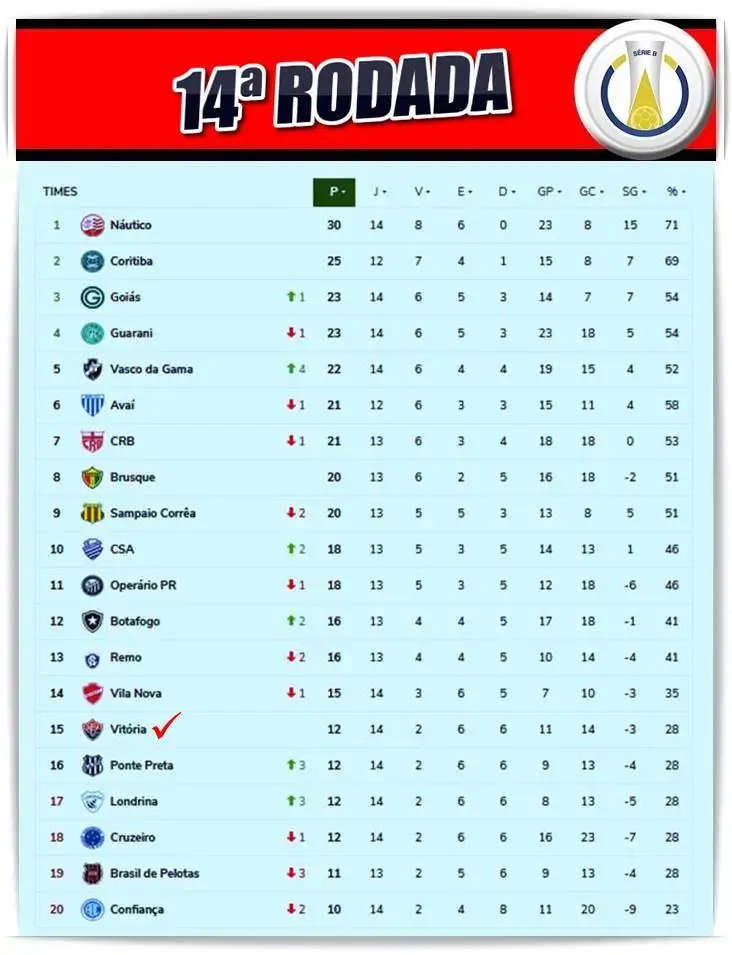 14ª RODADA
SÉRIE B
TIMES P J V E D GP GC SG %
1 Náutico 30 14 8 6 0 23 8 15 71
2 Coritiba 25 12 7 4 1 15 8 7 69
3 Goiás 1 23 14 6 5 3 14 7 7 54
4 Guarani 1 23 14 6 5 3 23 18 5 54
5 Vasco da Gama 4 22 14 6 4 4 19 15 4 52
6 Avaí 1 21 12 6 3 3 15 11 4 58
7 CRB 1 21 13 6 3 4 18 18 0 53
8 Brusque 20 13 6 2 5 16 18 -2 51
9 Sampaio Corrêa 2 20 13 5 5 3 13 8 5 51
10 CSA 2 18 13 5 3 5 14 13 1 46
11 Operário PR 1 18 13 5 3 5 12 18 -6 46
12 Botafogo 2 16 13 4 4 5 17 18 -1 41
13 Remo 2 16 13 4 4 5 10 14 -4 41
14 Vila Nova 1 15 14 3 6 5 7 10 -3 35
15 Vitória 12 14 2 6 6 11 14 -3 28
16 Ponte Preta 3 12 14 2 6 6 9 13 -4 28
17 Londrina 3 12 14 2 6 6 8 13 -5 28
18 Cruzeiro 1 12 14 2 6 6 16 23 -7 28
19 Brasil de Pelotas 3 11 13 2 5 6 9 13 -4 28
20 Confiança 2 10 14 2 4 8 11 20 -9 23